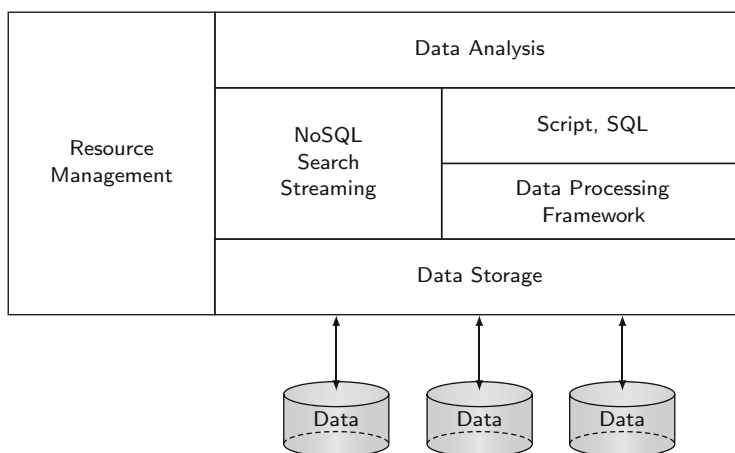 Data Analysis
Resource
Management
NoSQL
Search
Streaming
Script, SQL
Data Processing
Framework
Data Storage
Data
Data
Data